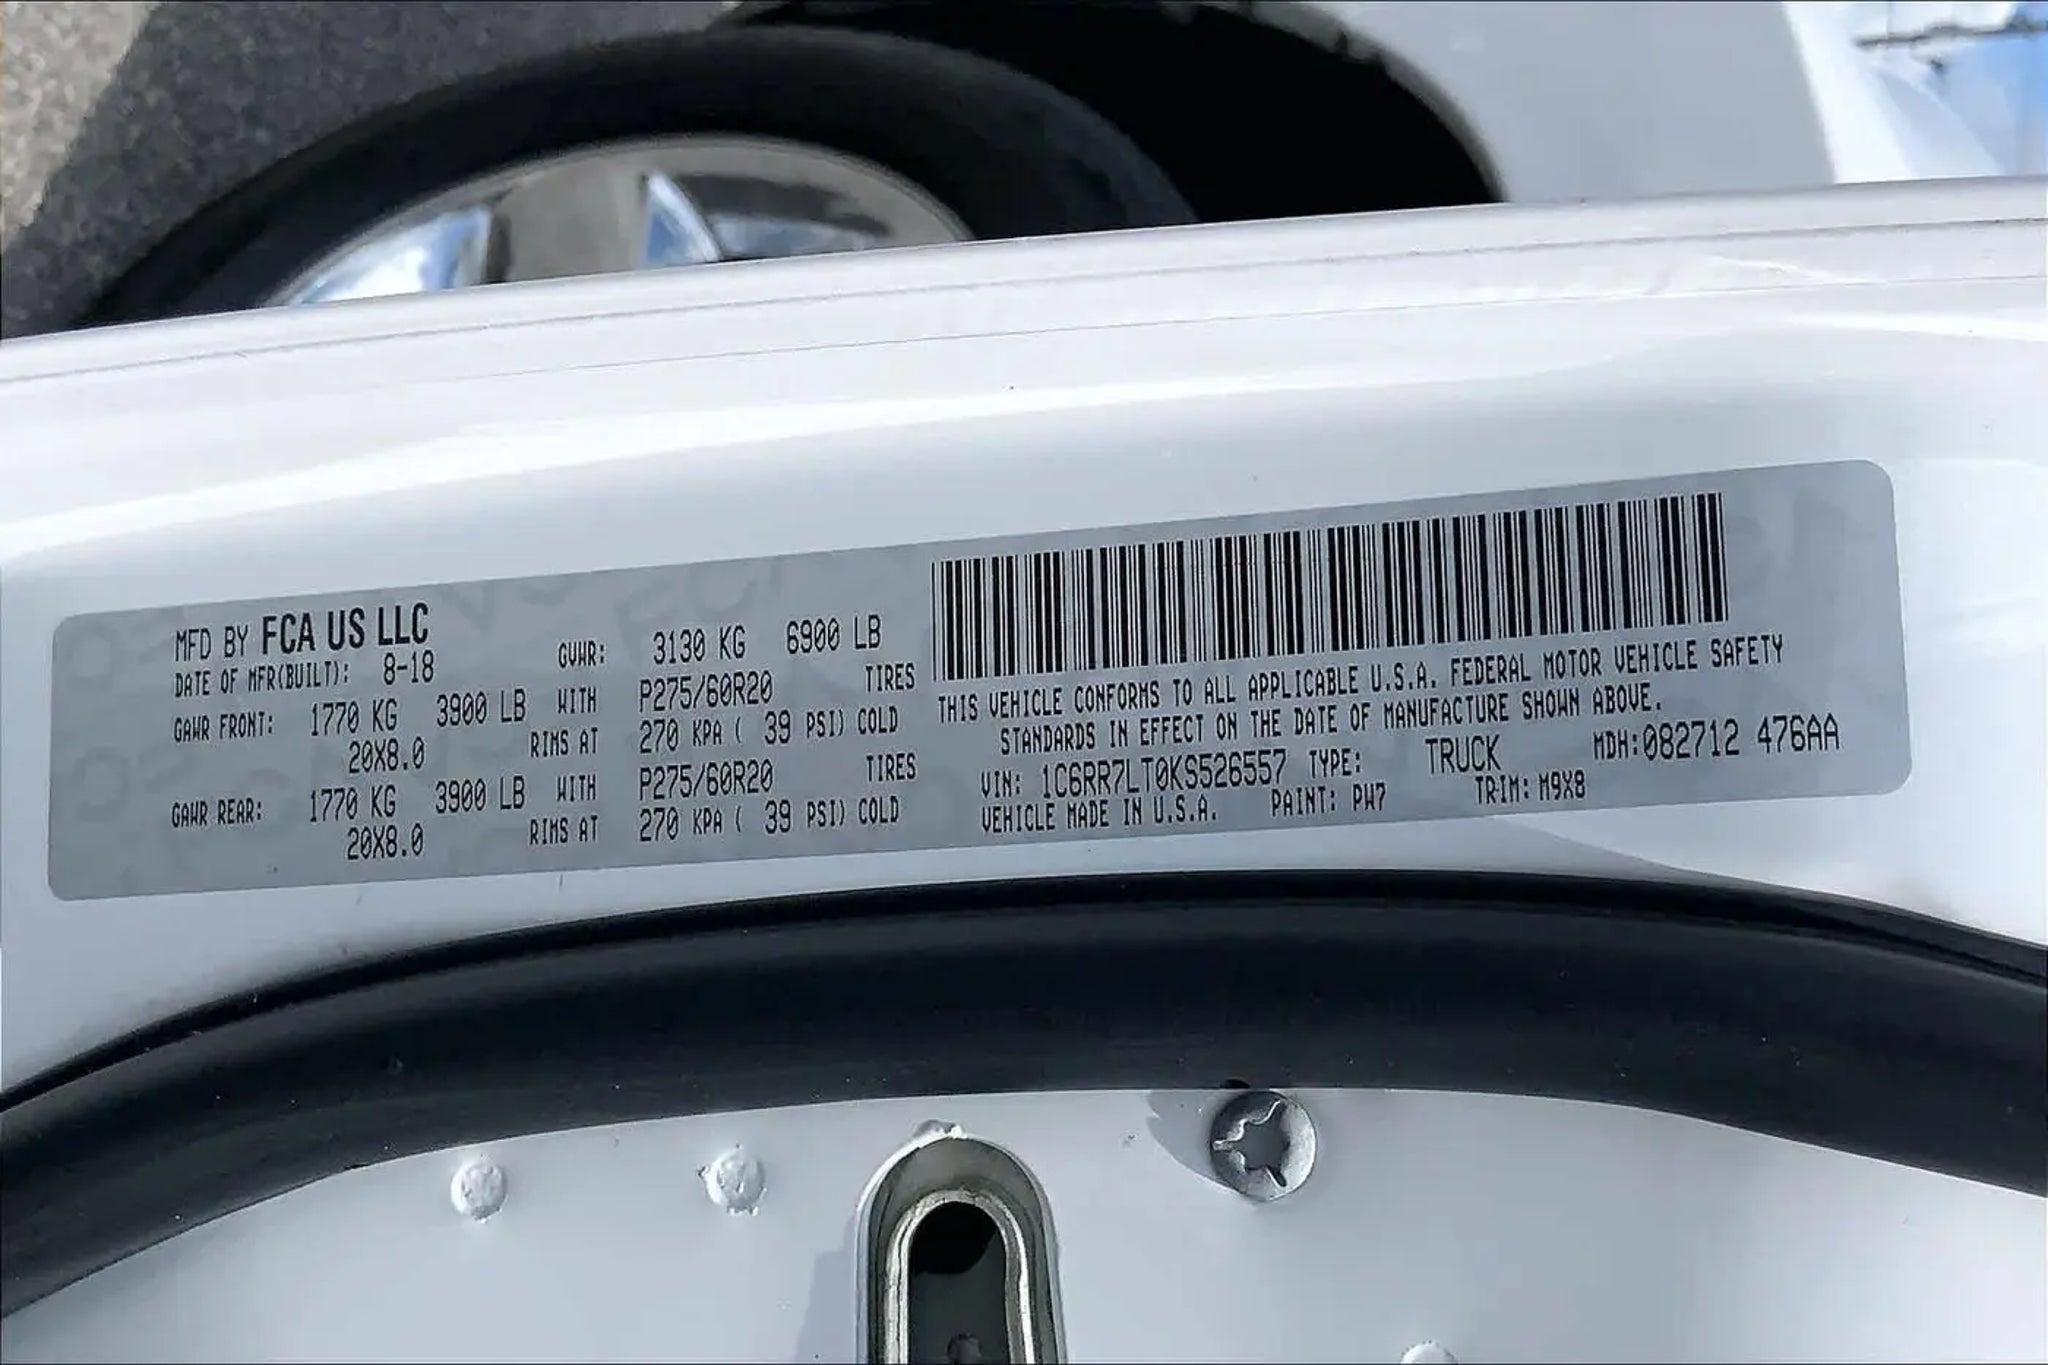 MFD BY FCA US LLC
DATE OF MFR(BUILT): 8-18
GVWR: 3130 KG 6900 LB
GAWR FRONT: 1770 KG 3900 LB WITH P275/60R20 TIRES
20X8.0 RIMS AT 270 KPA ( 39 PSI) COLD
GAWR REAR: 1770 KG 3900 LB WITH P275/60R20 TIRES
20X8.0 RIMS AT 270 KPA ( 39 PSI) COLD
THIS VEHICLE CONFORMS TO ALL APPLICABLE U.S.A. FEDERAL MOTOR VEHICLE SAFETY
STANDARDS IN EFFECT ON THE DATE OF MANUFACTURE SHOWN ABOVE.
VIN: 1C6RR7LT0KS526557 TYPE: TRUCK MDH:082712 476AA
VEHICLE MADE IN U.S.A. PAINT: PW7 TRIM: M9X8